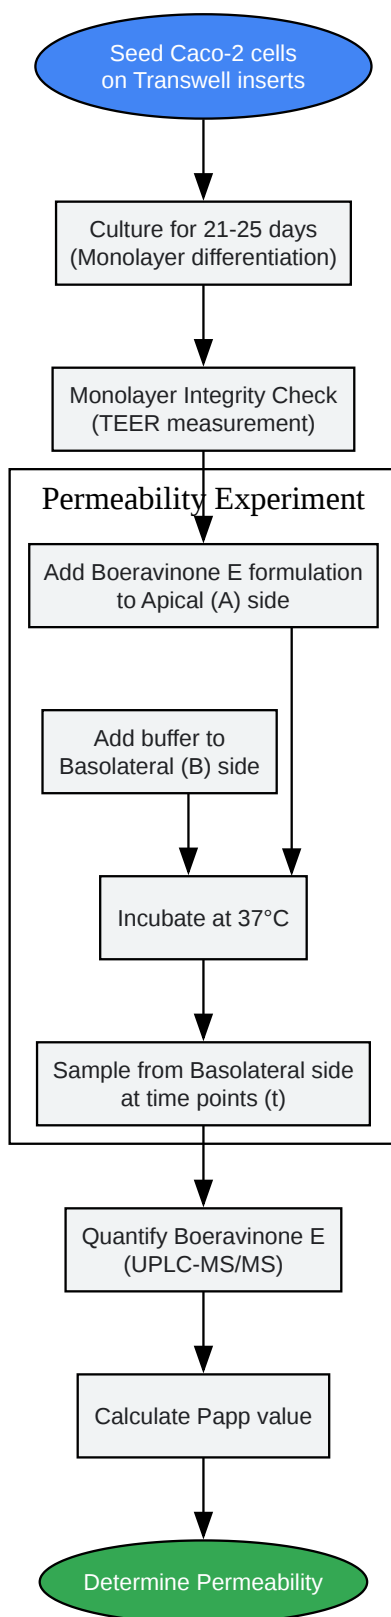 Seed Caco-2 cells
on Transwell inserts
Culture for 21-25 days
(Monolayer differentiation)
Monolayer Integrity Check
(TEER measurement)
Permeability Experiment
Add Boeravinone E formulation
to Apical (A) side
Add buffer to
Basolateral (B) side
Incubate at 37°C
Sample from Basolateral side
at time points (t)
Quantify Boeravinone E
(UPLC-MS/MS)
Calculate Papp value
Determine Permeability